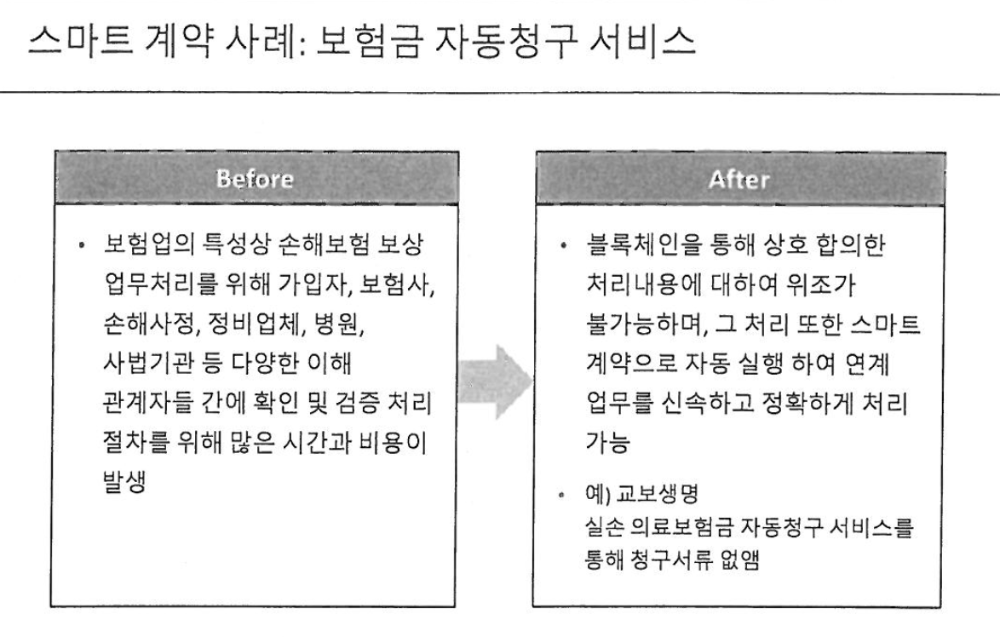 스마트 계약 사례: 보험금 자동청구 서비스
Before
• 보험업의 특성상 손해보험 보상
업무처리를 위해 가입자, 보험사,
손해사정, 정비업체, 병원,
사법기관 등 다양한 이해
관계자들 간에 확인 및 검증 처리
절차를 위해 많은 시간과 비용이
발생
After
• 블록체인을 통해 상호 합의한
처리내용에 대하여 위조가
불가능하며, 그 처리 또한 스마트
계약으로 자동 실행 하여 연계
업무를 신속하고 정확하게 처리
가능
• 예) 교보생명
실손 의료보험금 자동청구 서비스를
통해 청구서류 없앰